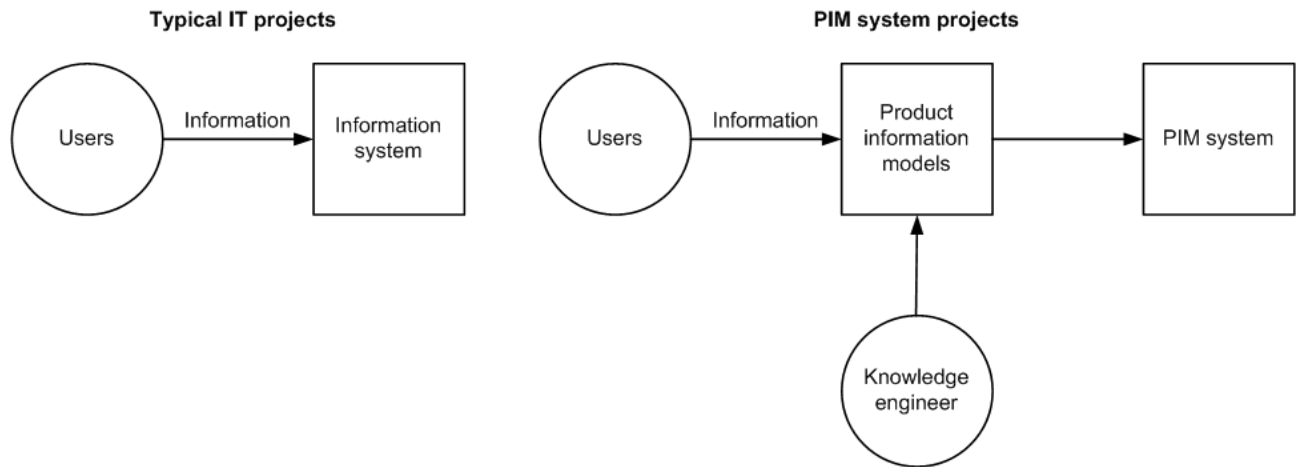 Typical IT projects
PIM system projects
Users
Information
Information
system
Users
Information
Product
information
models
PIM system
Knowledge
engineer